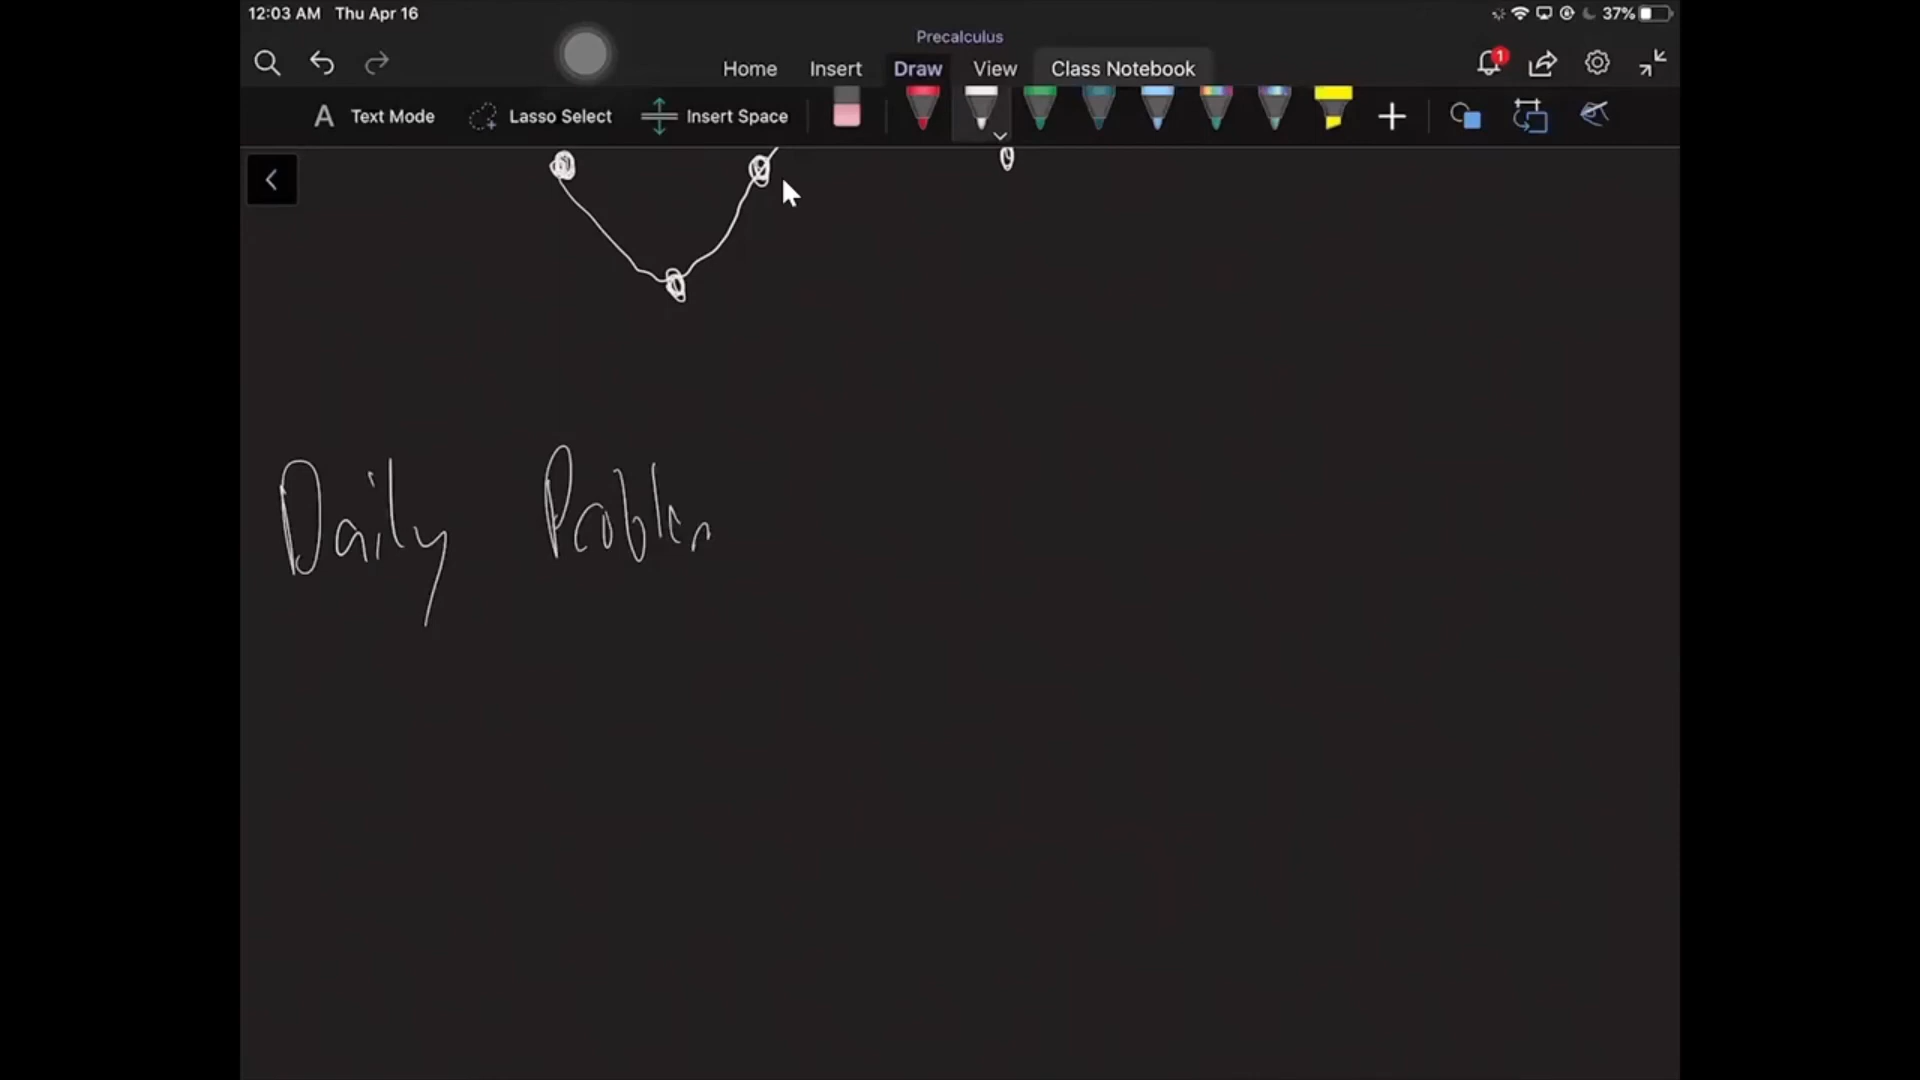 12:03 AM Thu Apr 16 37%
Precalculus
Home Insert Draw View Class Notebook 1
A Text Mode Lasso Select Insert Space
Daily Problem